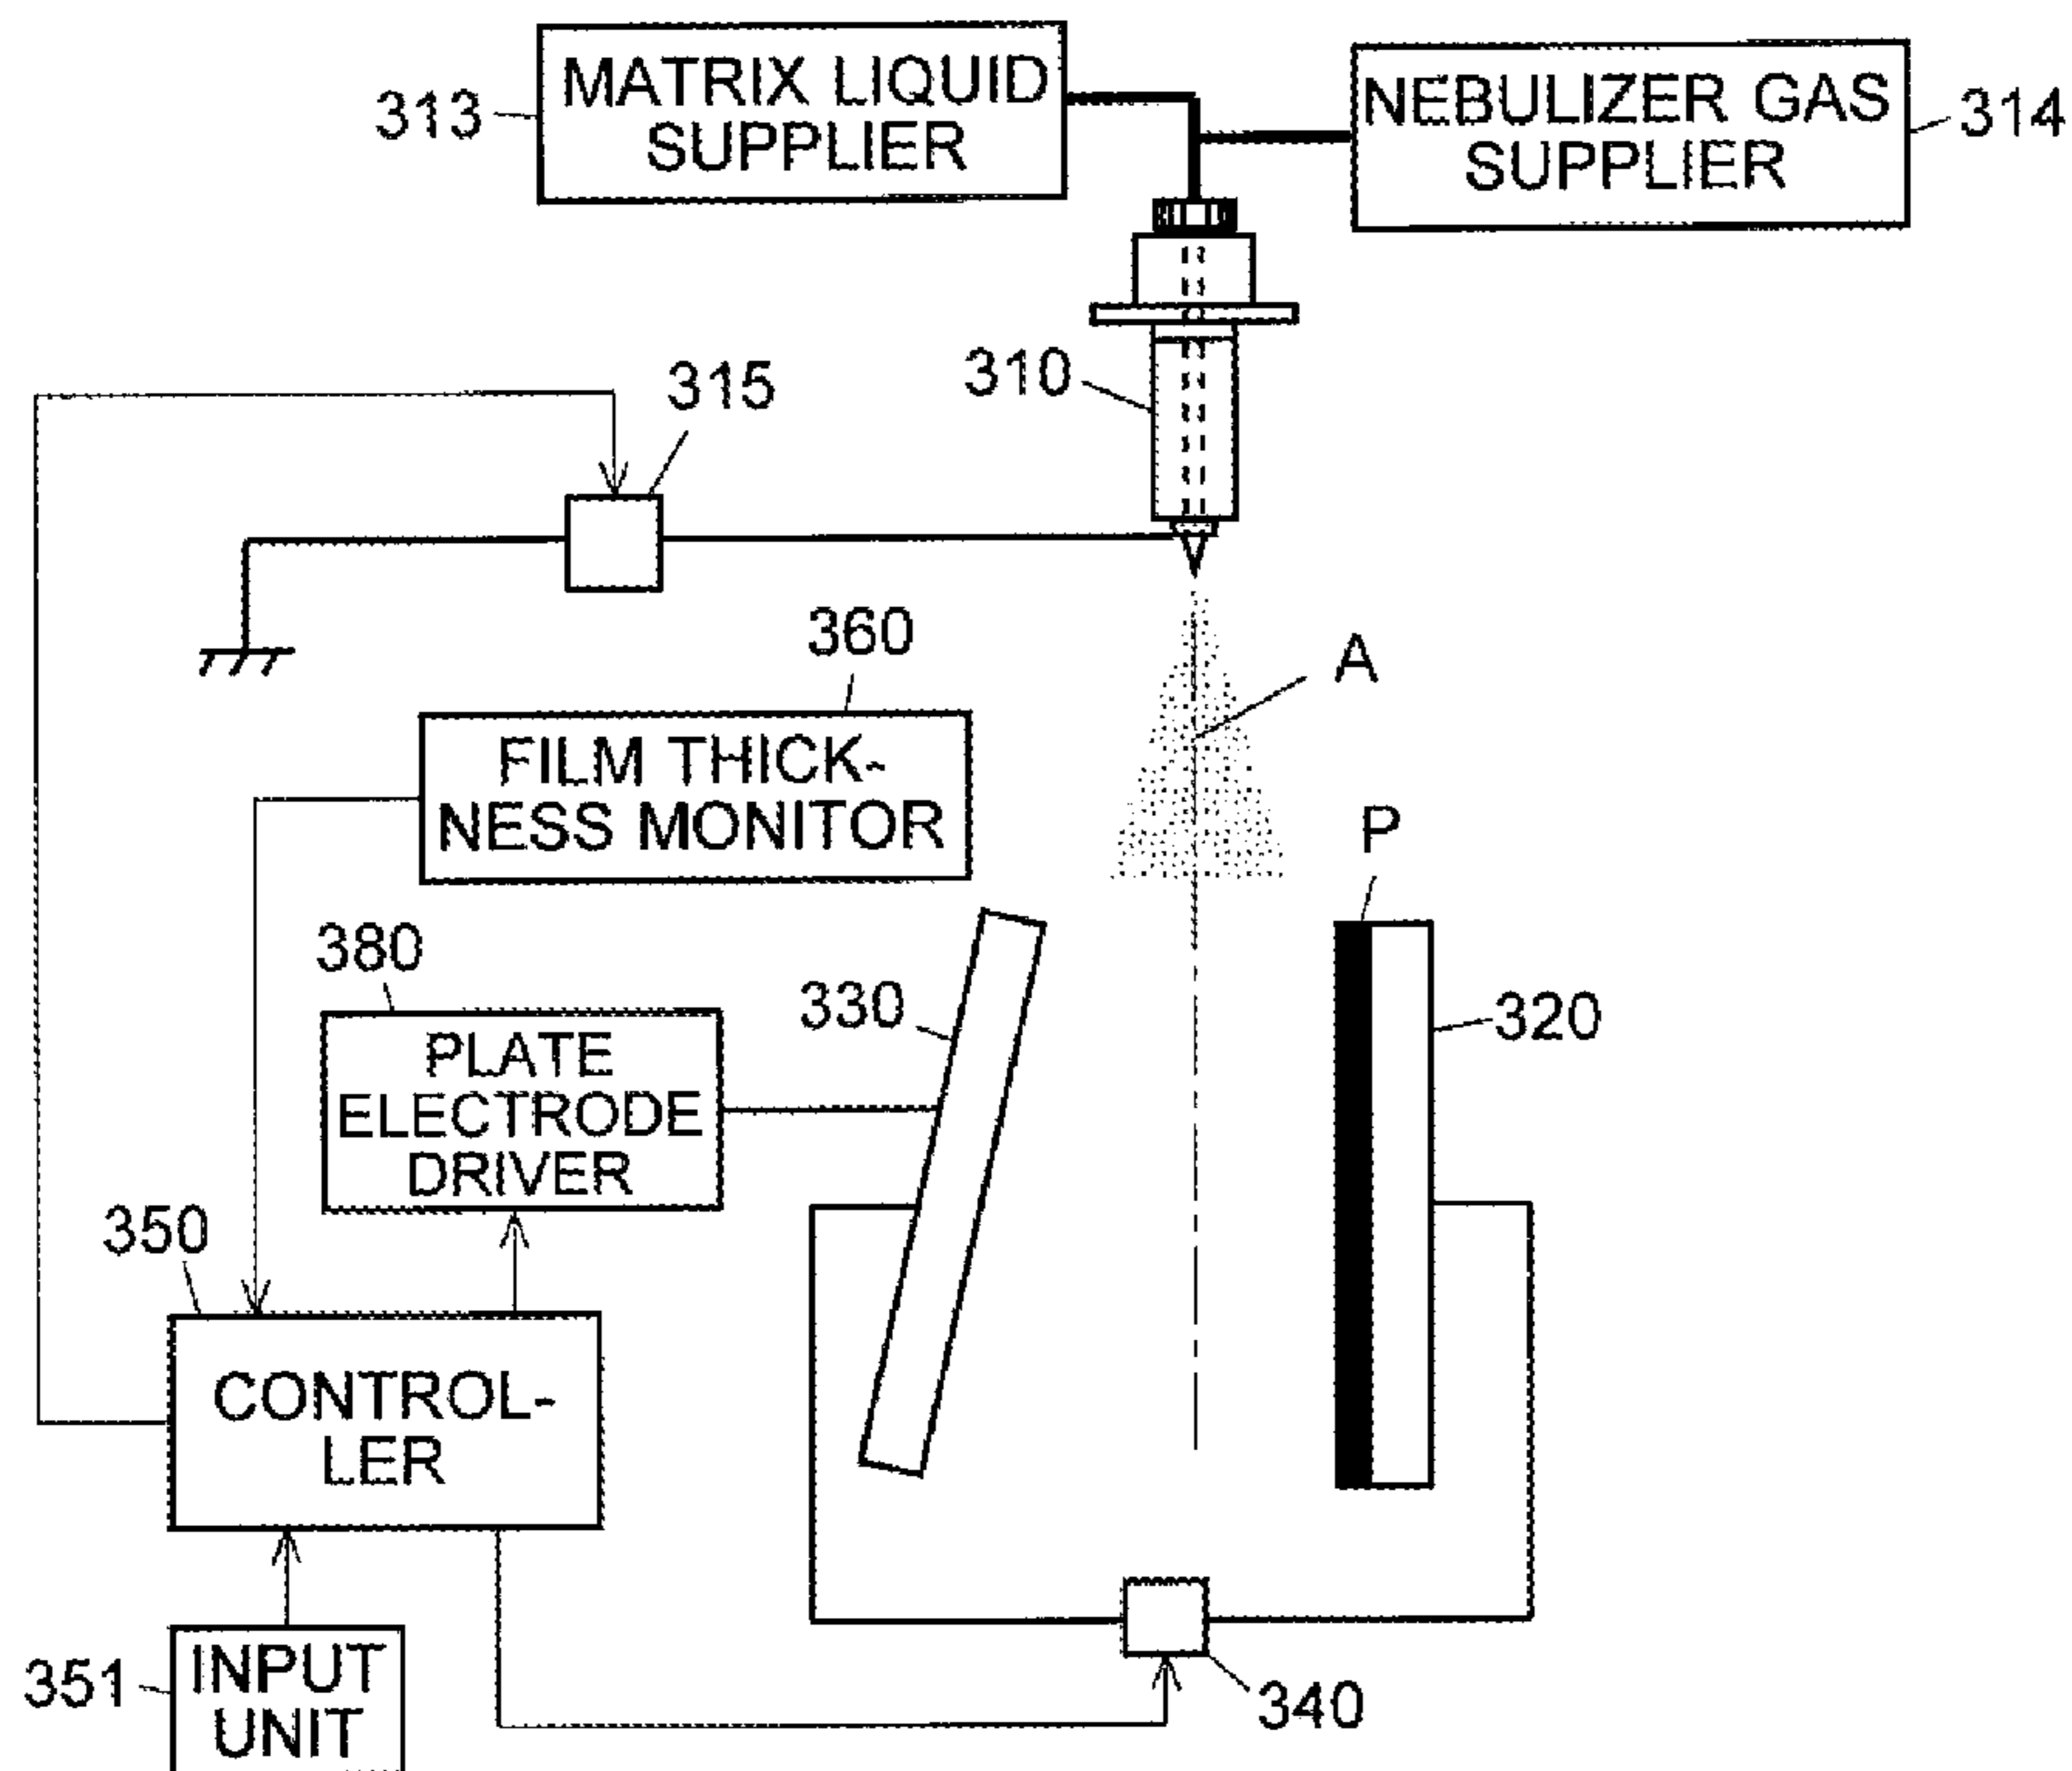 MATRIX LIQUID
SUPPLIER
313
NEBULIZER GAS
SUPPLIER
314
310
315
360
A
FILM THICK-
NESS MONITOR
P
380
330
320
PLATE
ELECTRODE
DRIVER
350
CONTROL-
LER
351
INPUT
UNIT
340